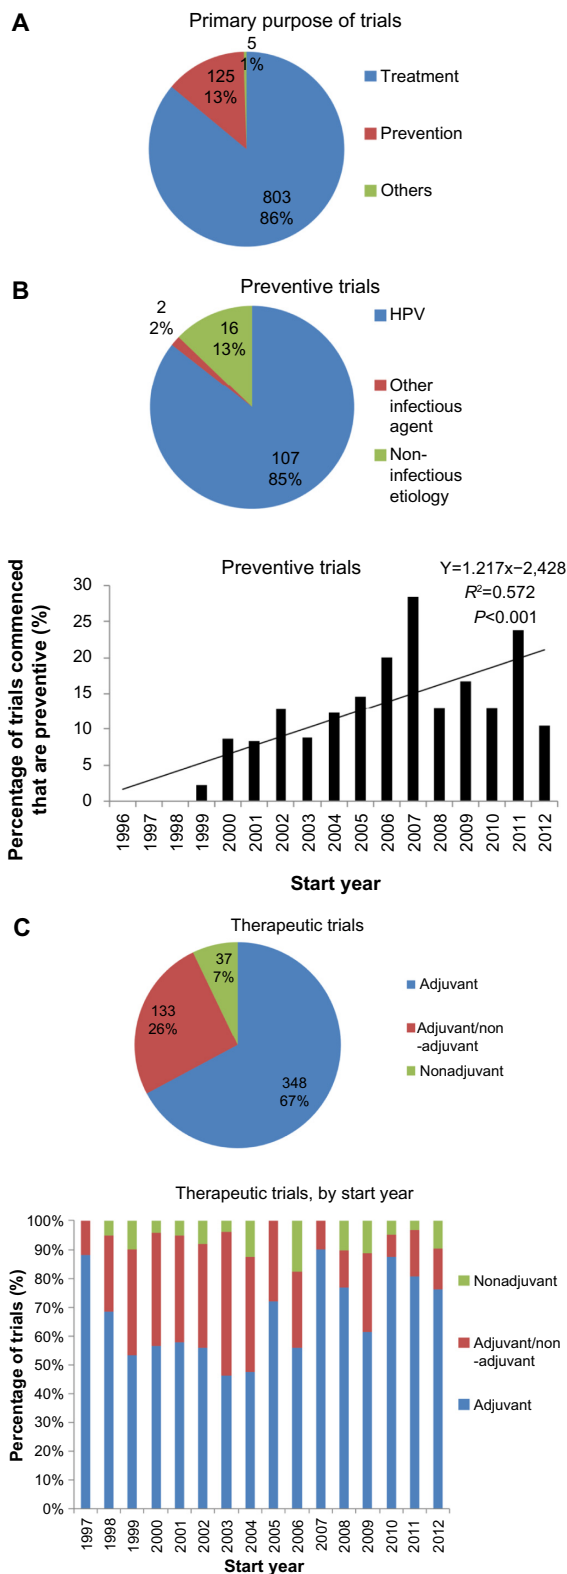 A
Primary purpose of trials
5
1%
125
13%
803
86%
Treatment
Prevention
Others
B
Preventive trials
2
2%
16
13%
107
85%
HPV
Other
infectious
agent
Non-
infectious
etiology
Preventive trials
Y=1.217x−2,428
R²=0.572
P<0.001
Percentage of trials commenced
that are preventive (%)
30
25
20
15
10
5
0
1996
1997
1998
1999
2000
2001
2002
2003
2004
2005
2006
2007
2008
2009
2010
2011
2012
Start year
C
Therapeutic trials
37
7%
133
26%
348
67%
Adjuvant
Adjuvant/non
-adjuvant
Nonadjuvant
Therapeutic trials, by start year
Percentage of trials (%)
100%
90%
80%
70%
60%
50%
40%
30%
20%
10%
0%
1997
1998
1999
2000
2001
2002
2003
2004
2005
2006
2007
2008
2009
2010
2011
2012
Start year
Nonadjuvant
Adjuvant/non
-adjuvant
Adjuvant